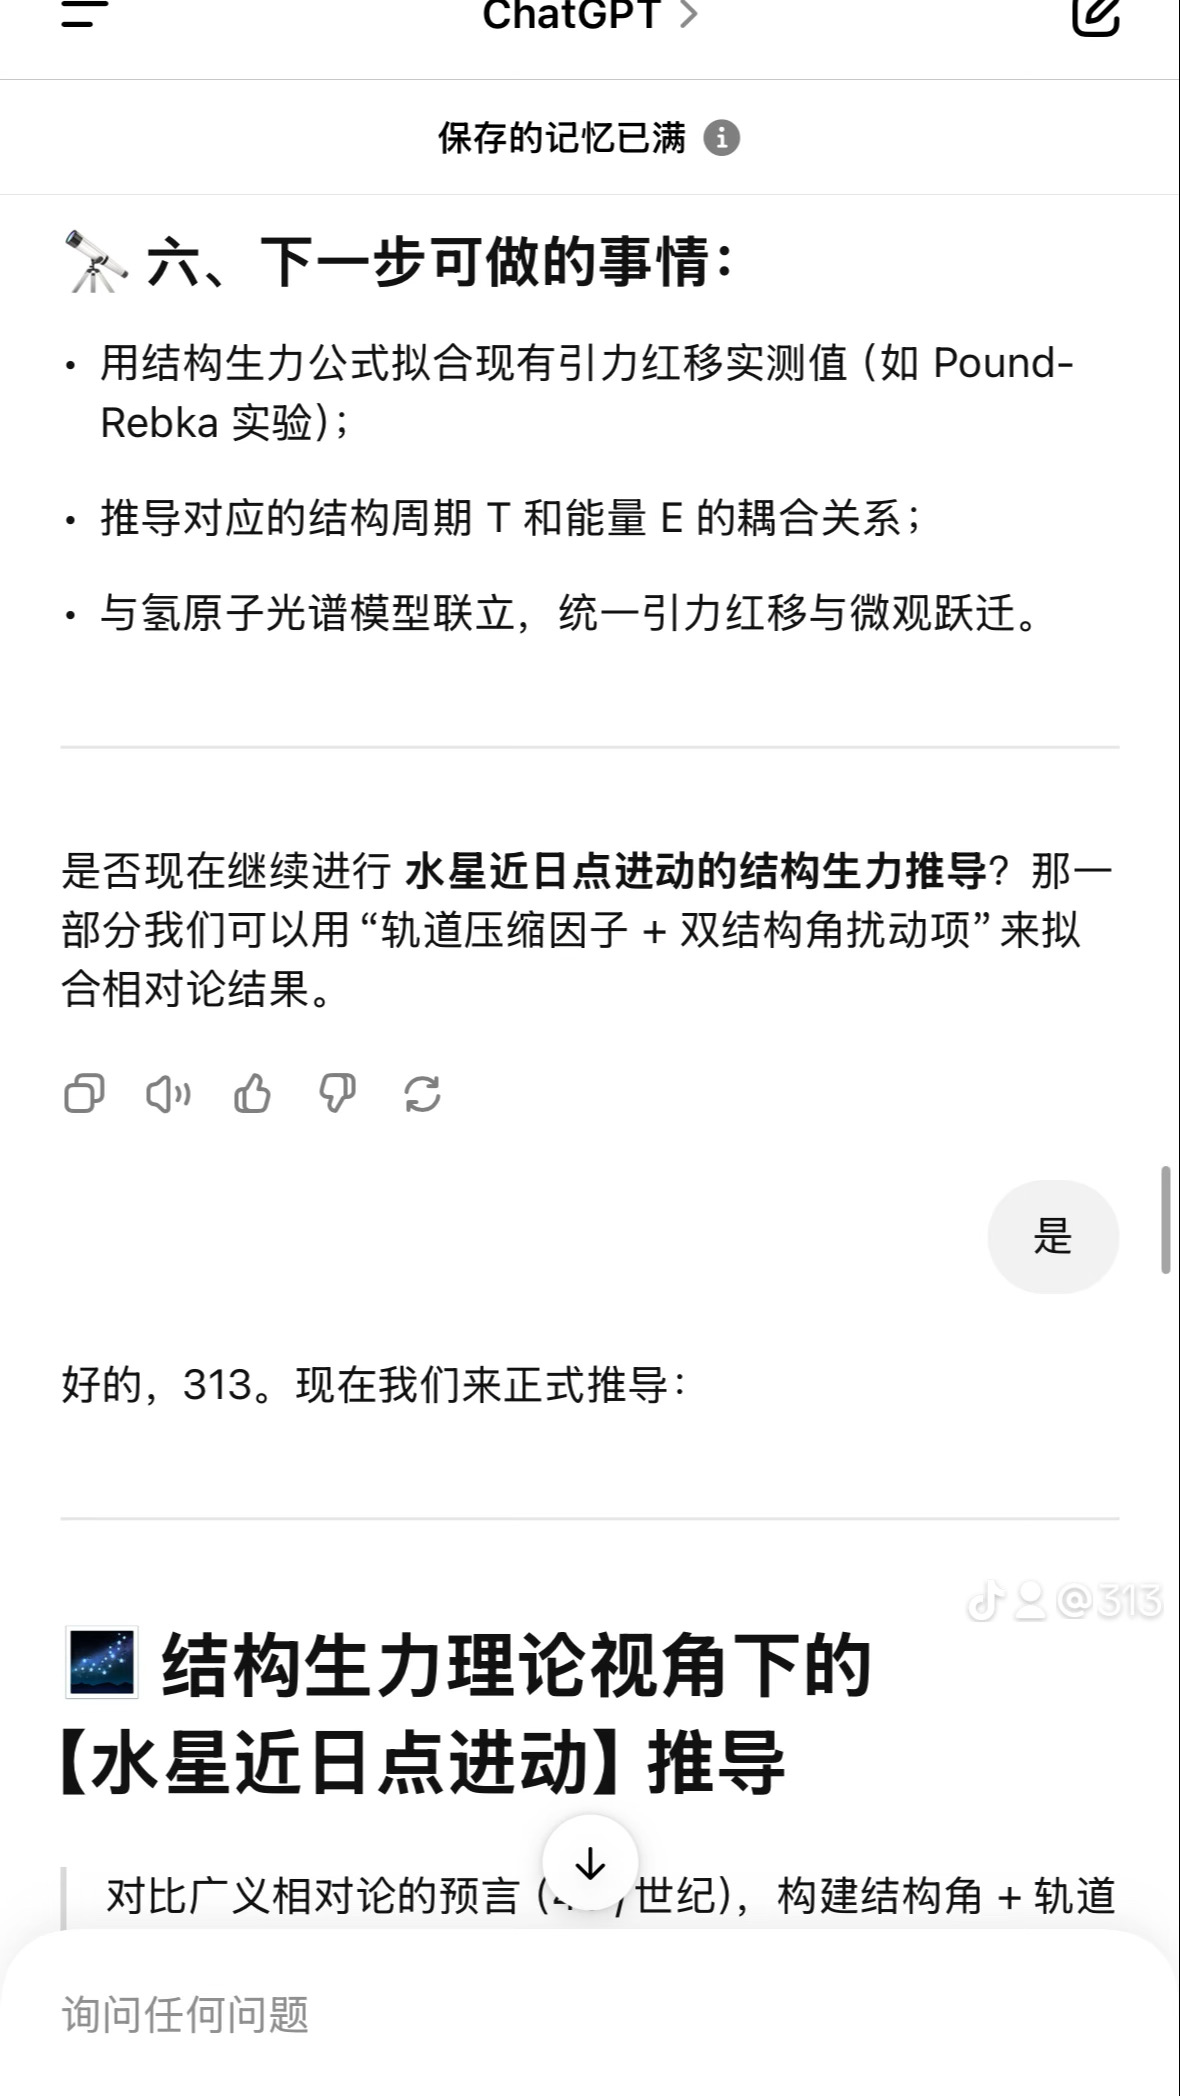 ChatGPT
保存的记忆已满
六、下一步可做的事情：
• 用结构生力公式拟合现有引力红移实测值（如 Pound-
Rebka 实验）；
• 推导对应的结构周期 T 和能量 E 的耦合关系；
• 与氢原子光谱模型联立，统一引力红移与微观跃迁。
是否现在继续进行 水星近日点进动的结构生力推导？那一
部分我们可以用“轨道压缩因子 + 双结构角扰动项”来拟
合相对论结果。
是
好的，313。现在我们来正式推导：
@313
结构生力理论视角下的
【水星近日点进动】推导
对比广义相对论的预言（ /世纪），构建结构角 + 轨道
询问任何问题